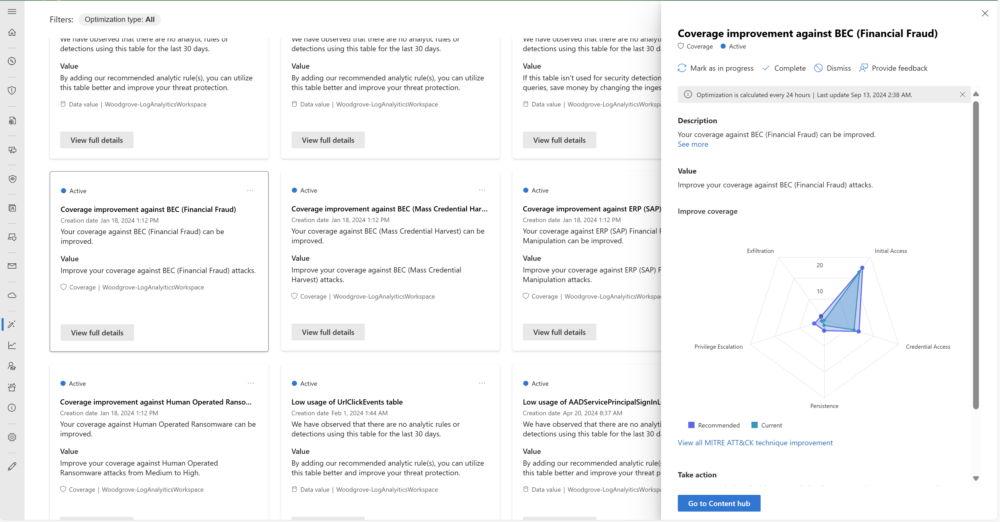 Filters: Optimization type: All
We have observed that there are no analytic rules or
detections using this table for the last 30 days.
Value
By adding our recommended analytic rule(s), you can utilize
this table better and improve your threat protection.
Data value | Woodgrove-LogAnalyiticsWorkspace
View full details
We have observed that there are no analytic rules or
detections using this table for the last 30 days.
Value
By adding our recommended analytic rule(s), you can utilize
this table better and improve your threat protection.
Data value | Woodgrove-LogAnalyiticsWorkspace
View full details
We have observed that there are no analyti
detections using this table for the last 30 d
Value
If this table isn't used for security detection
queries, save money by changing the inges
Data value | Woodgrove-LogAnalyiticsWorkspa
View full details
Active
Coverage improvement against BEC (Financial Fraud)
Creation date Jan 18, 2024 1:12 PM
Your coverage against BEC (Financial Fraud) can be
improved.
Value
Improve your coverage against BEC (Financial Fraud) attacks.
Coverage | Woodgrove-LogAnalyiticsWorkspace
View full details
Active
Coverage improvement against BEC (Mass Credential Har...
Creation date Jan 18, 2024 1:12 PM
Your coverage against BEC (Mass Credential Harvest) can be
improved.
Value
Improve your coverage against BEC (Mass Credential
Harvest) attacks.
Coverage | Woodgrove-LogAnalyiticsWorkspace
View full details
Active
Coverage improvement against ERP (SAP)
Creation date Jan 18, 2024 1:12 PM
Your coverage against ERP (SAP) Financial F
Manipulation can be improved.
Value
Improve your coverage against ERP (SAP) F
Manipulation attacks.
Coverage | Woodgrove-LogAnalyiticsWorkspa
View full details
Active
Coverage improvement against Human Operated Ranso...
Creation date Jan 18, 2024 1:12 PM
Your coverage against Human Operated Ransomware can be
improved.
Value
Improve your coverage against Human Operated
Ransomware attacks from Medium to High.
Coverage | Woodgrove-LogAnalyiticsWorkspace
Active
Low usage of UrlClickEvents table
Creation date Feb 1, 2024 1:44 AM
We have observed that there are no analytic rules or
detections using this table for the last 30 days.
Value
By adding our recommended analytic rule(s), you can utilize
this table better and improve your threat protection.
Data value | Woodgrove-LogAnalyiticsWorkspace
Active
Low usage of AADServicePrincipalSignInL
Creation date Apr 20, 2024 8:37 AM
We have observed that there are no analyti
detections using this table for the last 30 d
Value
By adding our recommended analytic rule(s
this table better and improve your threat p
Data value | Woodgrove-LogAnalyiticsWorkspa
Coverage improvement against BEC (Financial Fraud)
Coverage Active
Mark as in progress Complete Dismiss Provide feedback
Optimization is calculated every 24 hours | Last update Sep 13, 2024 2:38 AM.
Description
Your coverage against BEC (Financial Fraud) can be improved.
See more
Value
Improve your coverage against BEC (Financial Fraud) attacks.
Improve coverage
Exfiltration Initial Access
20
10
0
Privilege Escalation Credential Access
Persistence
Recommended Current
View all MITRE ATT&CK technique improvement
Take action
Go to Content hub